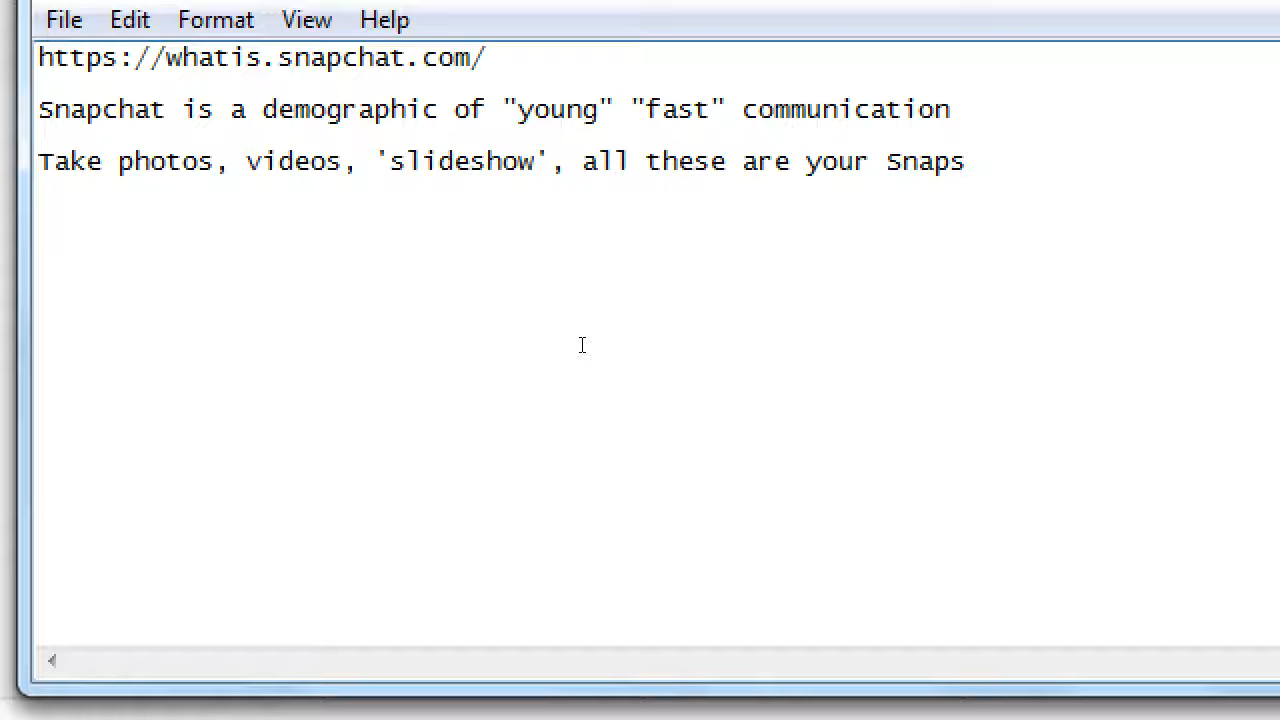 File Edit Format View Help
https://whatis.snapchat.com/
Snapchat is a demographic of "young" "fast" communication
Take photos, videos, 'slideshow', all these are your Snaps